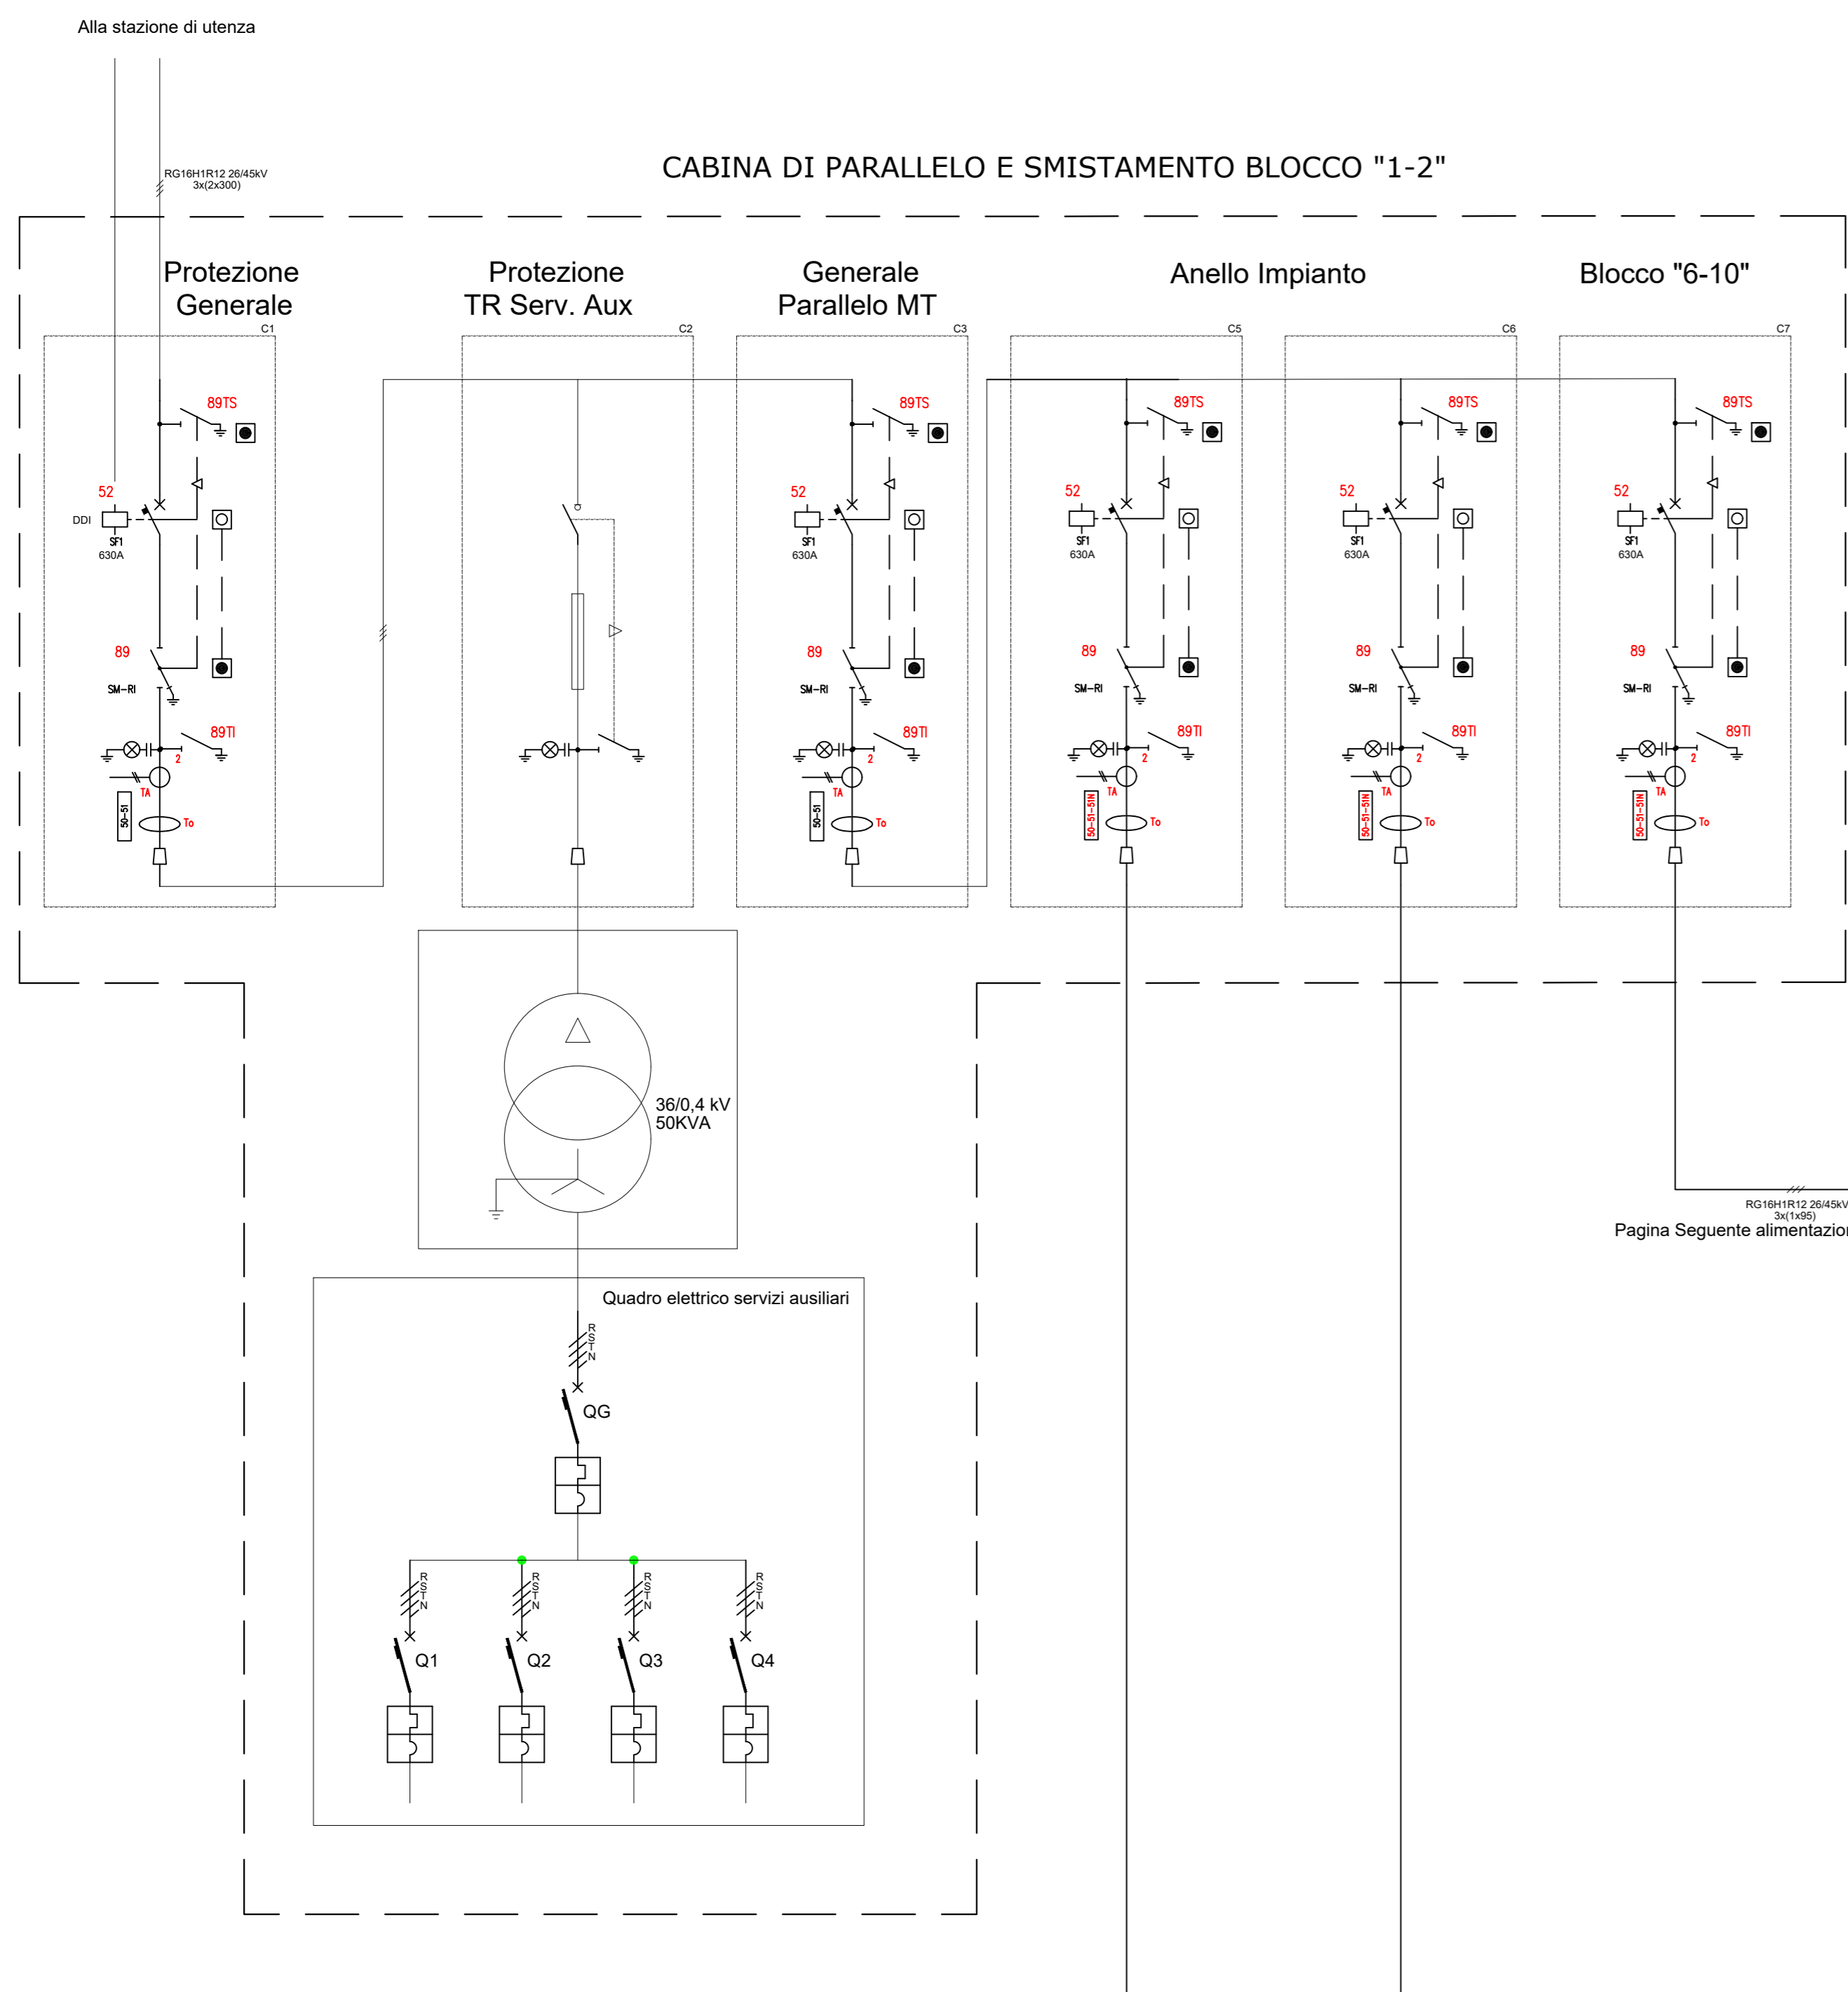 Alla stazione di utenza
RG16H1R12 26/45kV
3x(2x300)
CABINA DI PARALLELO E SMISTAMENTO BLOCCO "1-2"
Protezione
Generale
C1
89TS
52
DDI
SF1
630A
89
SM-RI
89TI
2
TA
50-51
To
Protezione
TR Serv. Aux
C2
Generale
Parallelo MT
C3
89TS
52
SF1
630A
89
SM-RI
89TI
2
TA
50-51
To
Anello Impianto
C5
89TS
52
SF1
630A
89
SM-RI
89TI
2
TA
50-51-51N
To
C6
89TS
52
SF1
630A
89
SM-RI
89TI
2
TA
50-51-51N
To
Blocco "6-10"
C7
89TS
52
SF1
630A
89
SM-RI
89TI
2
TA
50-51-51N
To
36/0,4 kV
50KVA
RG16H1R12 26/45kV
3x(1x95)
Pagina Seguente alimentazion
Quadro elettrico servizi ausiliari
R
S
T
N
QG
R
S
T
N
Q1
R
S
T
N
Q2
R
S
T
N
Q3
R
S
T
N
Q4